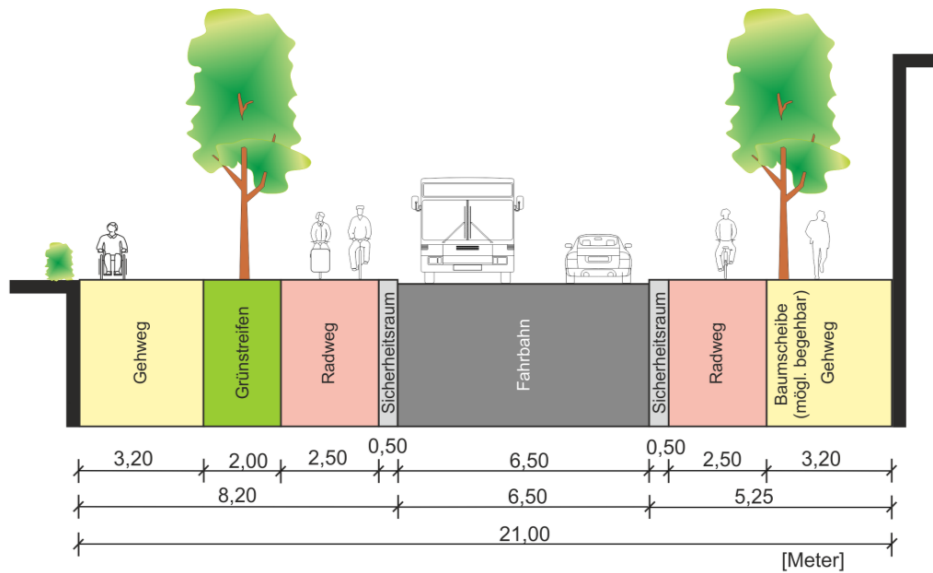 Gehweg
Grünstreifen
Radweg
Sicherheitsraum
Fahrbahn
Sicherheitsraum
Radweg
Baumscheibe
(mögl. begehbar)
Gehweg
3,20
2,00
2,50
0,50
6,50
0,50
2,50
3,20
8,20
6,50
5,25
21,00
[Meter]